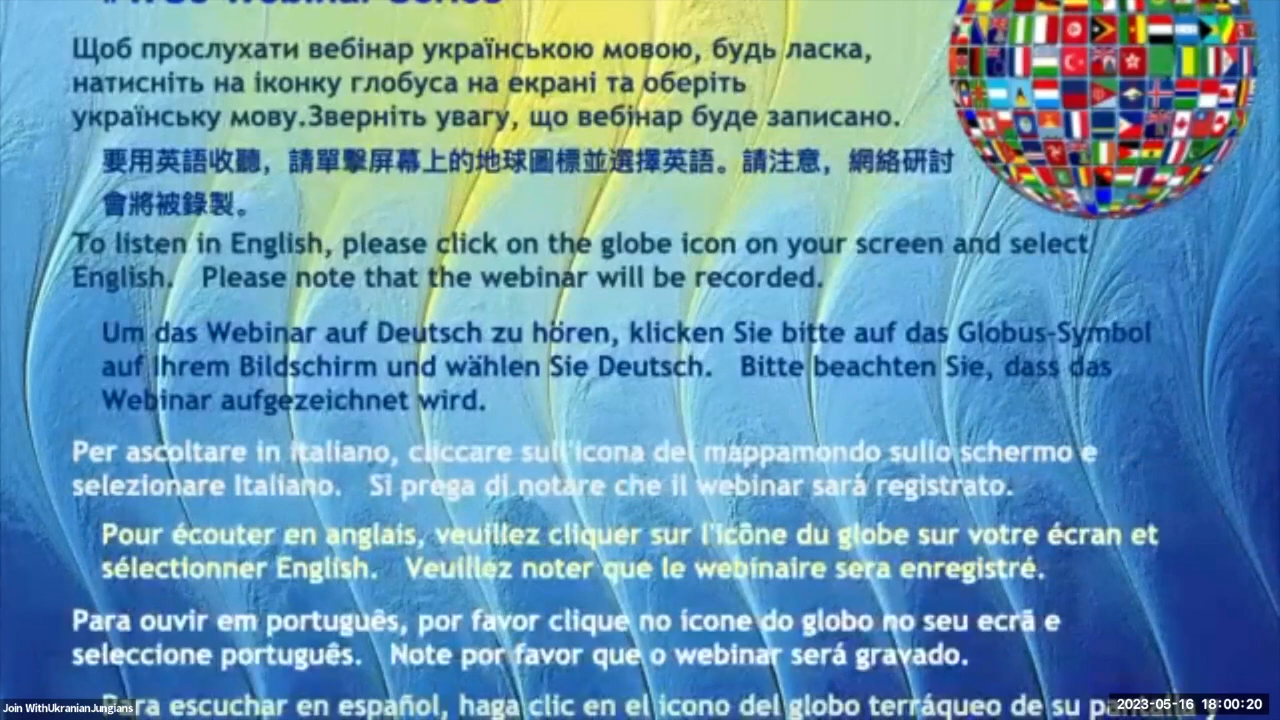 Webinar Series
Щоб прослухати вебінар українською мовою, будь ласка,
натисніть на іконку глобуса на екрані та оберіть
українську мову.Зверніть увагу, що вебінар буде записано.
要用英語收聽，請單擊屏幕上的地球圖標並選擇英語。請注意，網絡研討
會將被錄製。
To listen in English, please click on the globe icon on your screen and select
English. Please note that the webinar will be recorded.
Um das Webinar auf Deutsch zu hören, klicken Sie bitte auf das Globus-Symbol
auf Ihrem Bildschirm und wählen Sie Deutsch. Bitte beachten Sie, dass das
Webinar aufgezeichnet wird.
Per ascoltare in italiano, cliccare sull'icona del mappamondo sullo schermo e
selezionare Italiano. Si prega di notare che il webinar sará registrato.
Pour écouter en anglais, veuillez cliquer sur l'icône du globe sur votre écran et
sélectionner English. Veuillez noter que le webinaire sera enregistré.
Para ouvir em português, por favor clique no ícone do globo no seu ecrã e
seleccione português. Note por favor que o webinar será gravado.
Para escuchar en español, haga clic en el icono del globo terráqueo de su pantalla
Join WithUkranianJungians
2023-05-16 18:00:20